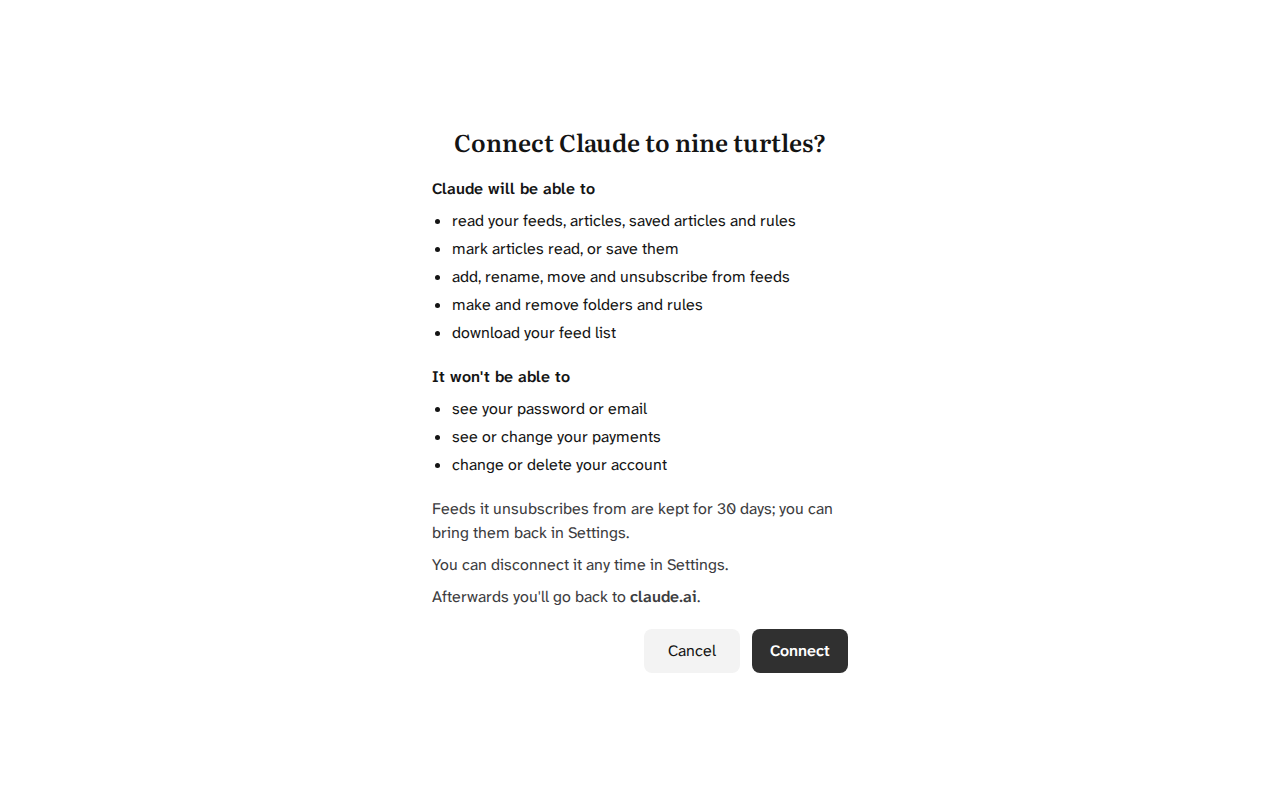 Connect Claude to nine turtles?
Claude will be able to
• read your feeds, articles, saved articles and rules
• mark articles read, or save them
• add, rename, move and unsubscribe from feeds
• make and remove folders and rules
• download your feed list
It won't be able to
• see your password or email
• see or change your payments
• change or delete your account
Feeds it unsubscribes from are kept for 30 days; you can
bring them back in Settings.
You can disconnect it any time in Settings.
Afterwards you'll go back to claude.ai.
Cancel Connect